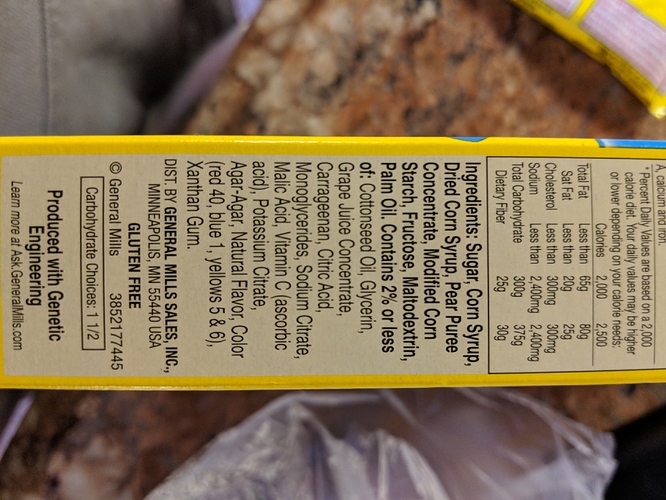 A, calcium
iron.
* Percent Daily Values are based on a 2,000
calorie diet. Your daily values may be higher
or lower depending on your calorie needs:
Calories 2,000 2,500
Total Fat Less than 65g 80g
Sat Fat Less than 20g 25g
Cholesterol Less than 300mg 300mg
Sodium Less than 2,400mg 2,400mg
Total Carbohydrate 300g 375g
Dietary Fiber 25g 30g
Ingredients: Sugar, Corn Syrup,
Dried Corn Syrup, Pear Puree
Concentrate, Modified Corn
Starch, Fructose, Maltodextrin,
Palm Oil. Contains 2% or less
of: Cottonseed Oil, Glycerin,
Grape Juice Concentrate,
Carrageenan, Citric Acid,
Monoglycerides, Sodium Citrate,
Malic Acid, Vitamin C (ascorbic
acid), Potassium Citrate,
Agar-Agar, Natural Flavor, Color
(red 40, blue 1, yellows 5 & 6),
Xanthan Gum.
DIST. BY GENERAL MILLS SALES, INC.,
MINNEAPOLIS, MN 55440 USA
GLUTEN FREE
© General Mills 3852177445
Carbohydrate Choices: 1 1/2
Produced with Genetic
Engineering
Learn more at Ask.GeneralMills.com